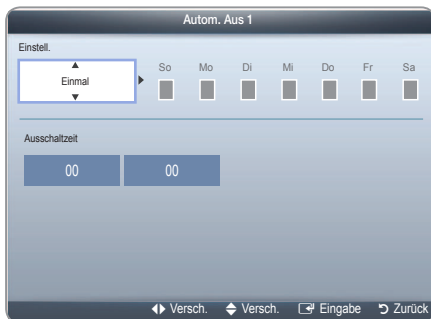 Autom. Aus 1
Einstell.
Einmal
So Mo Di Mi Do Fr Sa
Ausschaltzeit
00 00
Versch. Versch. Eingabe Zurück